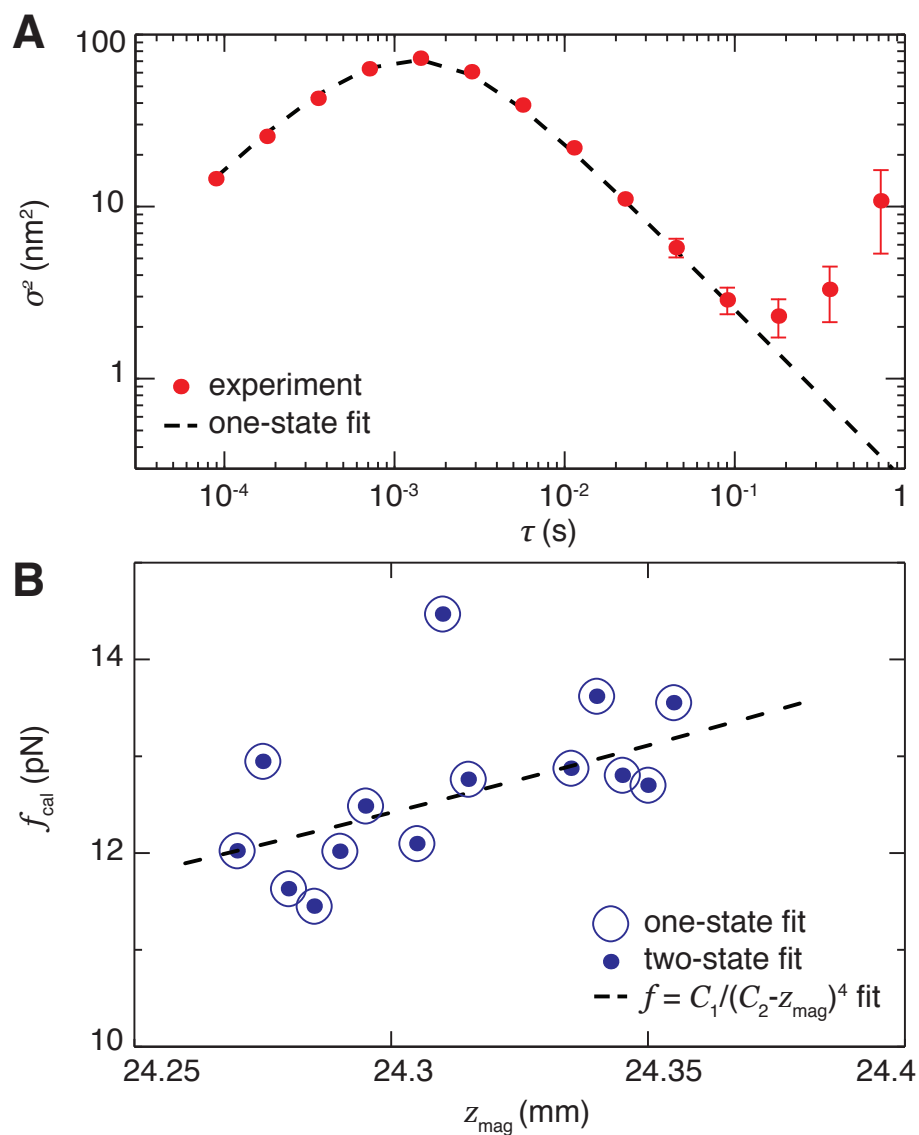 A
100
10
1
σ² (nm²)
experiment
one-state fit
10⁻⁴
10⁻³
10⁻²
10⁻¹
1
τ (s)
B
14
12
10
f_cal (pN)
one-state fit
two-state fit
f = C₁/(C₂-z_mag)⁴ fit
24.25
24.3
24.35
24.4
z_mag (mm)